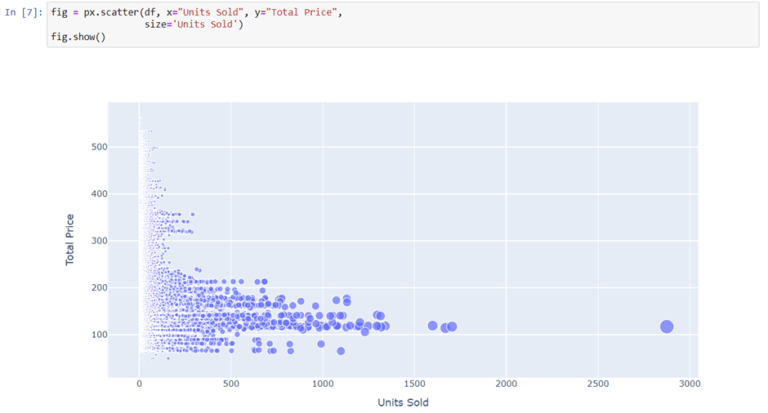 In [7]: fig = px.scatter(df, x="Units Sold", y="Total Price",
size='Units Sold')
fig.show()
500
400
300
200
100
Total Price
0 500 1000 1500 2000 2500 3000
Units Sold